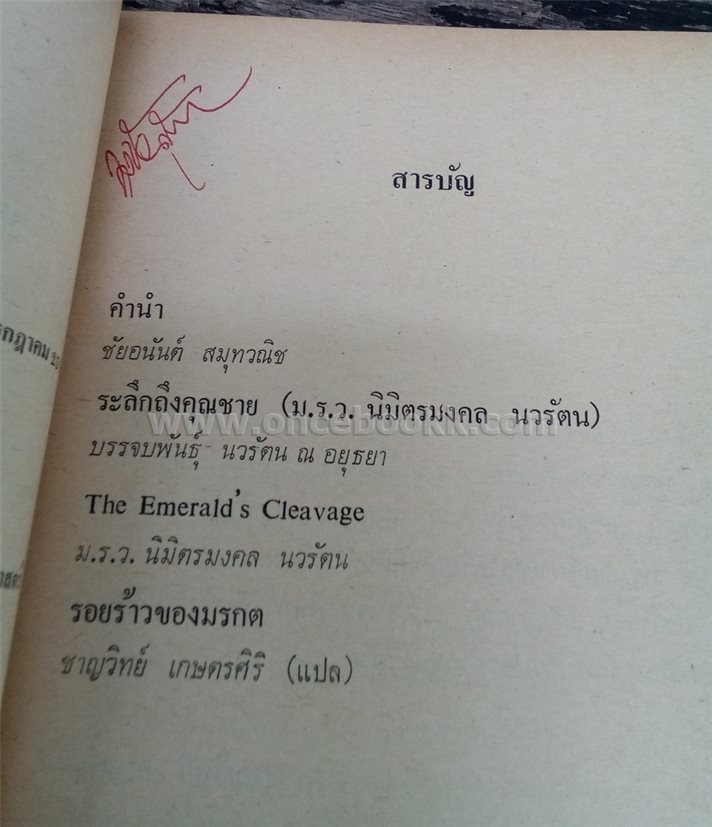 สารบัญ
คำนำ
ชัยอนันต์ สมุทวณิช
ระลึกถึงคุณชาย (ม.ร.ว. นิมิตรมงคล นวรัตน)
www.oncebookk.com
บรรจบพันธุ์ นวรัตน ณ อยุธยา
The Emerald's Cleavage
ม.ร.ว. นิมิตรมงคล นวรัตน
รอยร้าวของมรกต
ชาญวิทย์ เกษตรศิริ (แปล)